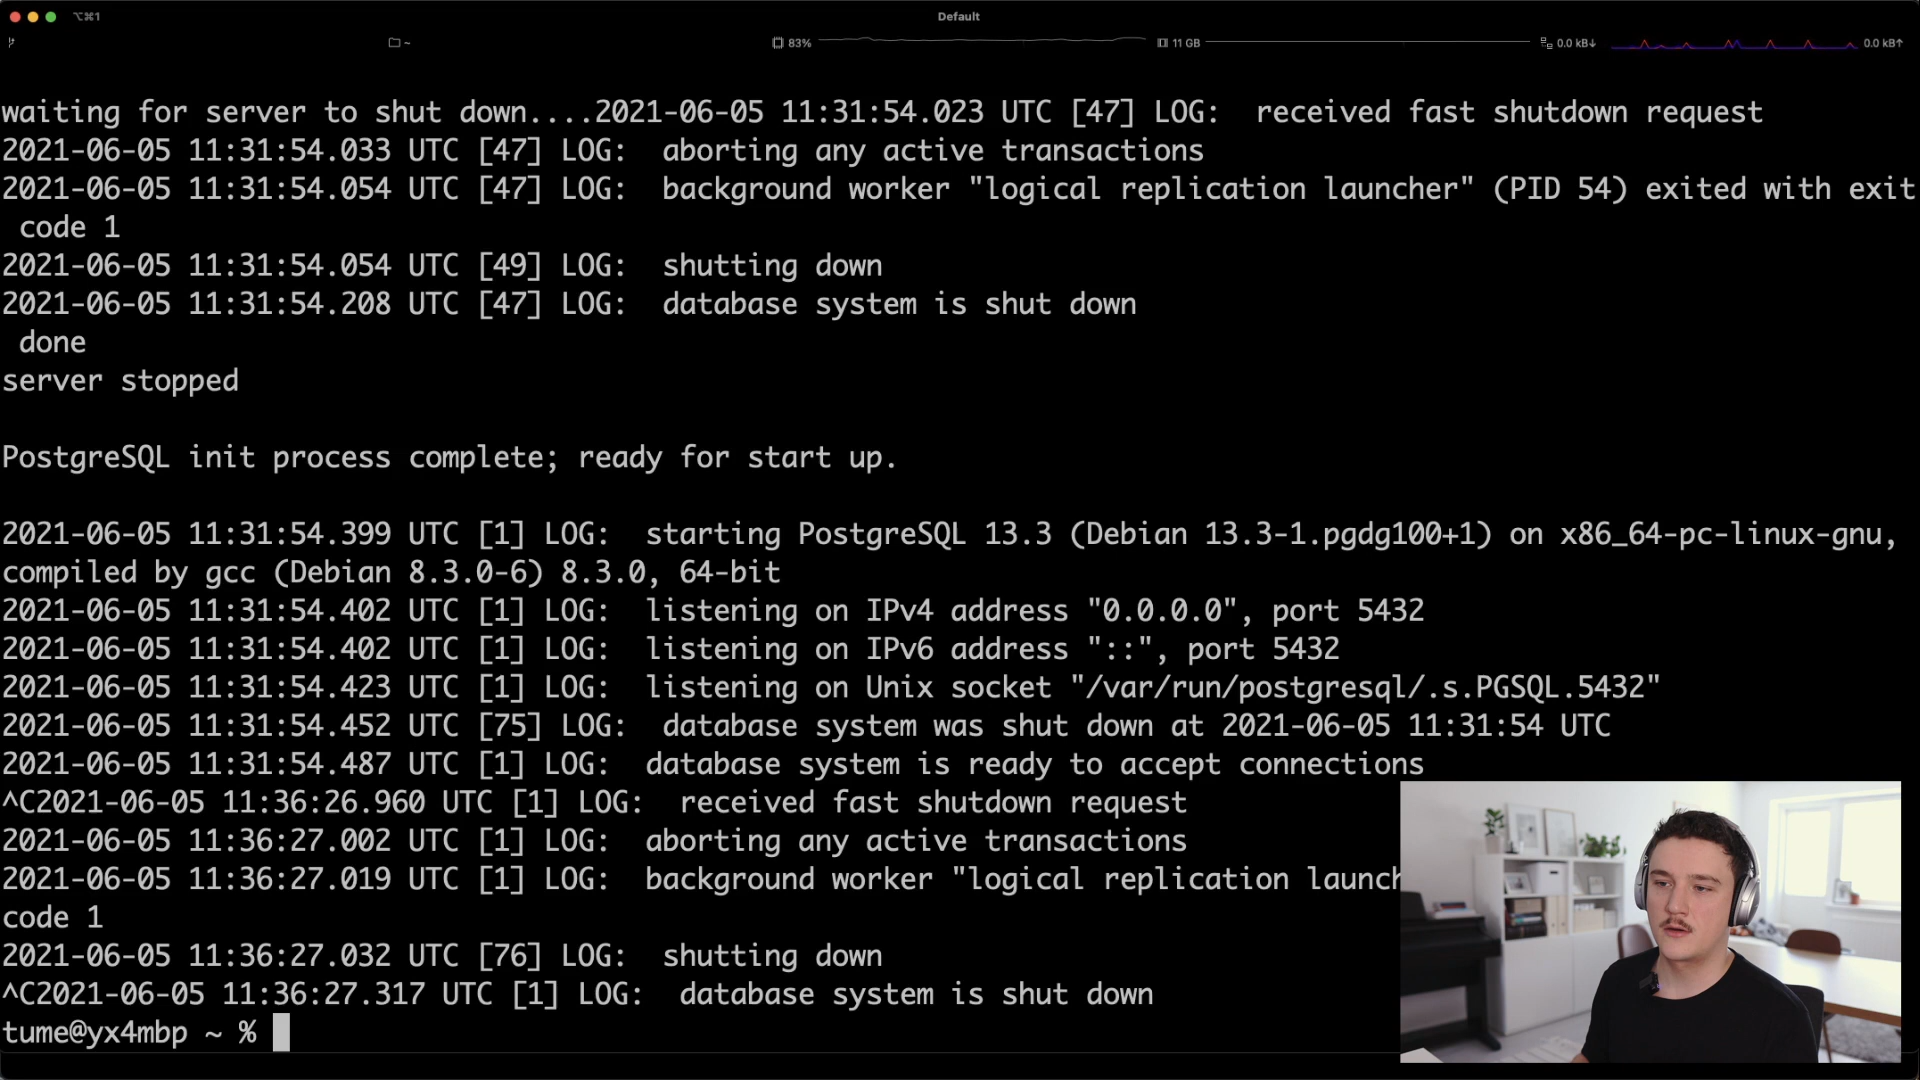 ⌥⌘1
Default
~
83%
11 GB
0.0 kB↓
0.0 kB↑
waiting for server to shut down....2021-06-05 11:31:54.023 UTC [47] LOG:  received fast shutdown request
2021-06-05 11:31:54.033 UTC [47] LOG:  aborting any active transactions
2021-06-05 11:31:54.054 UTC [47] LOG:  background worker "logical replication launcher" (PID 54) exited with exit
 code 1
2021-06-05 11:31:54.054 UTC [49] LOG:  shutting down
2021-06-05 11:31:54.208 UTC [47] LOG:  database system is shut down
 done
server stopped
PostgreSQL init process complete; ready for start up.
2021-06-05 11:31:54.399 UTC [1] LOG:  starting PostgreSQL 13.3 (Debian 13.3-1.pgdg100+1) on x86_64-pc-linux-gnu,
compiled by gcc (Debian 8.3.0-6) 8.3.0, 64-bit
2021-06-05 11:31:54.402 UTC [1] LOG:  listening on IPv4 address "0.0.0.0", port 5432
2021-06-05 11:31:54.402 UTC [1] LOG:  listening on IPv6 address "::", port 5432
2021-06-05 11:31:54.423 UTC [1] LOG:  listening on Unix socket "/var/run/postgresql/.s.PGSQL.5432"
2021-06-05 11:31:54.452 UTC [75] LOG:  database system was shut down at 2021-06-05 11:31:54 UTC
2021-06-05 11:31:54.487 UTC [1] LOG:  database system is ready to accept connections
^C2021-06-05 11:36:26.960 UTC [1] LOG:  received fast shutdown request
2021-06-05 11:36:27.002 UTC [1] LOG:  aborting any active transactions
2021-06-05 11:36:27.019 UTC [1] LOG:  background worker "logical replication launch
code 1
2021-06-05 11:36:27.032 UTC [76] LOG:  shutting down
^C2021-06-05 11:36:27.317 UTC [1] LOG:  database system is shut down
tume@yx4mbp ~ %